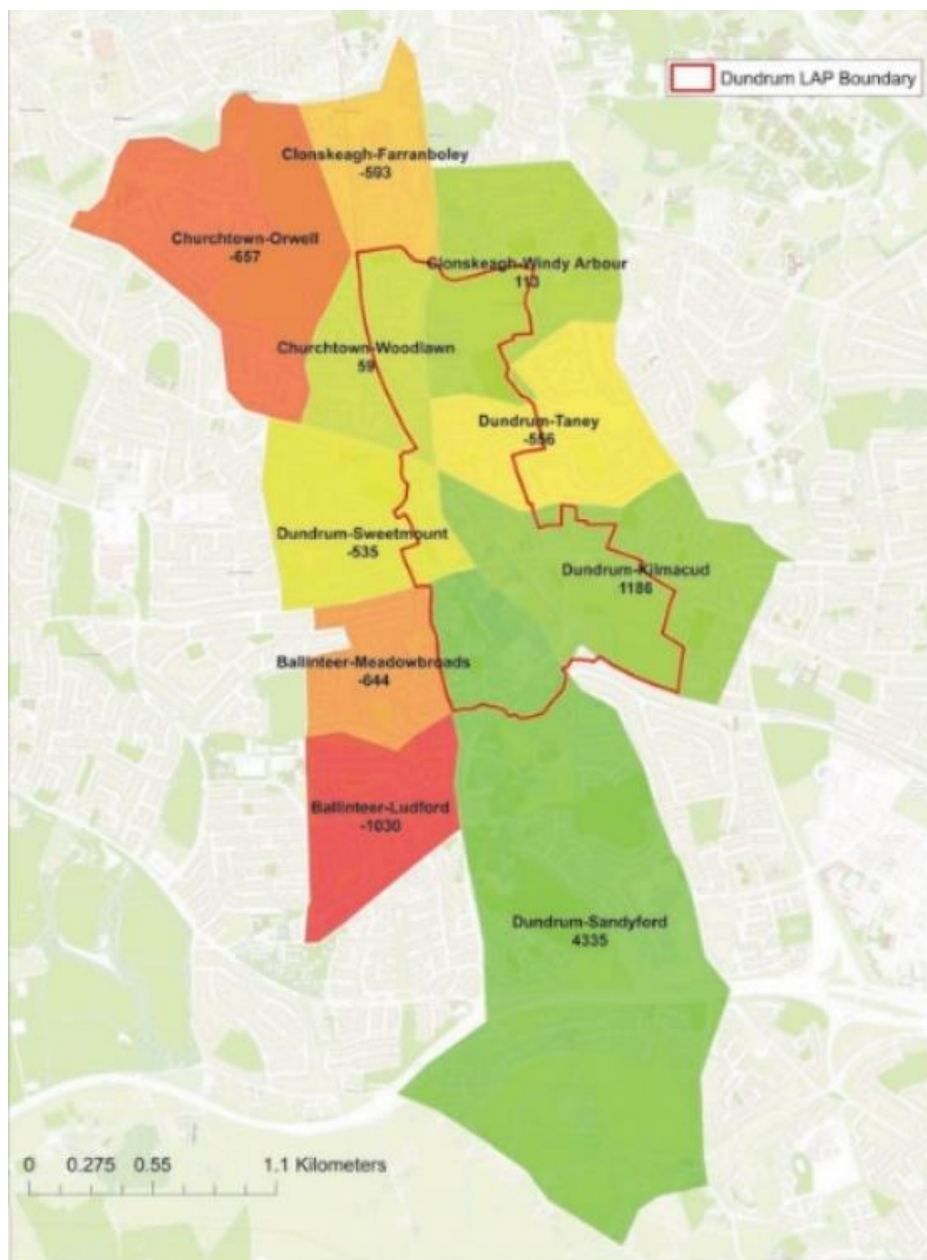 Dundrum LAP Boundary
Clonskeagh-Farranboley
-593
Churchtown-Orwell
-657
Clonskeagh-Windy Arbour
113
Churchtown-Woodlawn
59
Dundrum-Taney
-556
Dundrum-Sweetmount
-535
Dundrum-Kilmacud
1186
Ballinteer-Meadowbroads
-644
Ballinteer-Ludford
-1030
Dundrum-Sandyford
4335
0 0.275 0.55 1.1 Kilometers